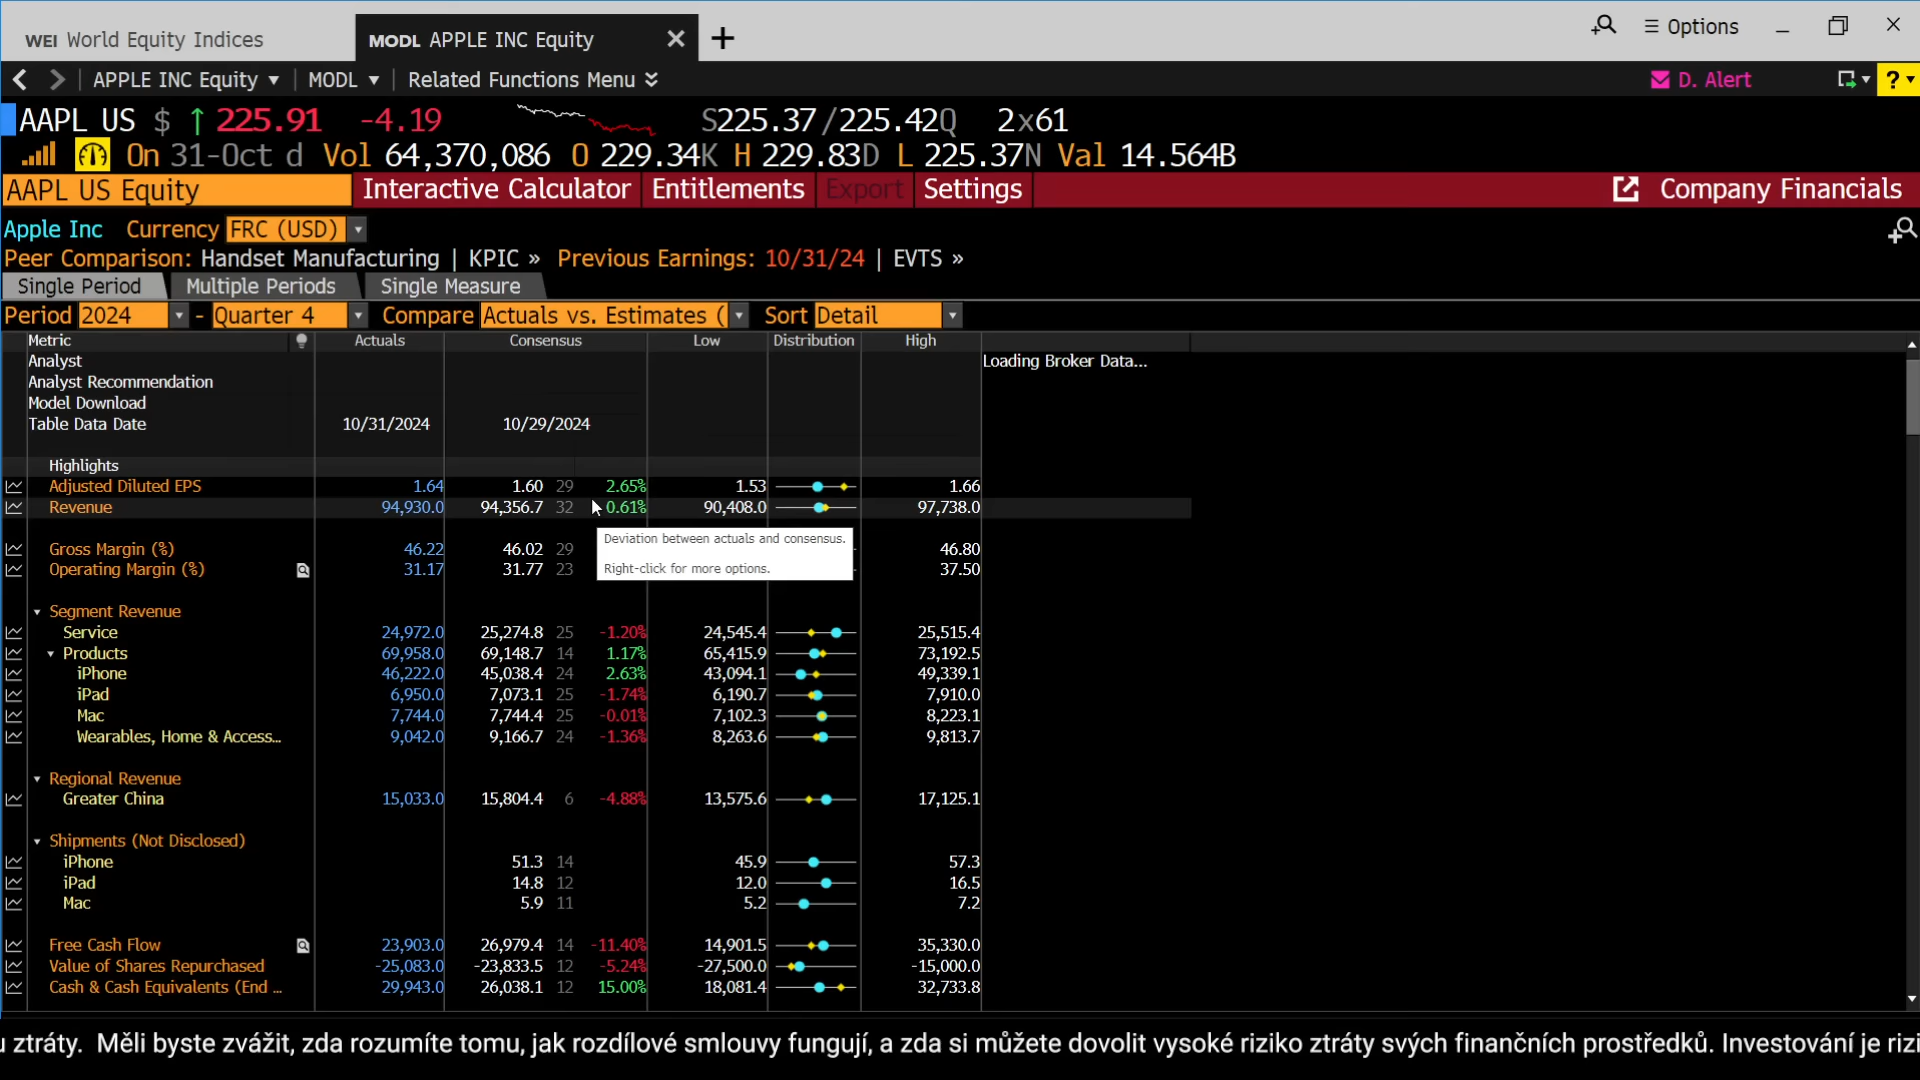 WEI World Equity Indices MODL APPLE INC Equity Options
APPLE INC Equity MODL Related Functions Menu D. Alert ?
AAPL US $ ↑ 225.91 -4.19 S225.37/225.42Q 2x61
On 31-Oct d Vol 64,370,086 O 229.34K H 229.83D L 225.37N Val 14.564B
AAPL US Equity Interactive Calculator Entitlements Export Settings Company Financials
Apple Inc Currency FRC (USD)
Peer Comparison: Handset Manufacturing | KPIC » Previous Earnings: 10/31/24 | EVTS »
Single Period Multiple Periods Single Measure
Period 2024 - Quarter 4 Compare Actuals vs. Estimates ( Sort Detail
Metric Actuals Consensus Low Distribution High
Analyst Loading Broker Data...
Analyst Recommendation
Model Download
Table Data Date 10/31/2024 10/29/2024
Highlights
Adjusted Diluted EPS 1.64 1.60 29 2.65% 1.53 1.66
Revenue 94,930.0 94,356.7 32 0.61% 90,408.0 97,738.0
Deviation between actuals and consensus.
Gross Margin (%) 46.22 46.02 29 46.80
Right-click for more options.
Operating Margin (%) 31.17 31.77 23 37.50
Segment Revenue
Service 24,972.0 25,274.8 25 -1.20% 24,545.4 25,515.4
Products 69,958.0 69,148.7 14 1.17% 65,415.9 73,192.5
iPhone 46,222.0 45,038.4 24 2.63% 43,094.1 49,339.1
iPad 6,950.0 7,073.1 25 -1.74% 6,190.7 7,910.0
Mac 7,744.0 7,744.4 25 -0.01% 7,102.3 8,223.1
Wearables, Home & Access... 9,042.0 9,166.7 24 -1.36% 8,263.6 9,813.7
Regional Revenue
Greater China 15,033.0 15,804.4 6 -4.88% 13,575.6 17,125.1
Shipments (Not Disclosed)
iPhone 51.3 14 45.9 57.3
iPad 14.8 12 12.0 16.5
Mac 5.9 11 5.2 7.2
Free Cash Flow 23,903.0 26,979.4 14 -11.40% 14,901.5 35,330.0
Value of Shares Repurchased -25,083.0 -23,833.5 12 -5.24% -27,500.0 -15,000.0
Cash & Cash Equivalents (End ... 29,943.0 26,038.1 12 15.00% 18,081.4 32,733.8
u ztráty. Měli byste zvážit, zda rozumíte tomu, jak rozdílové smlouvy fungují, a zda si můžete dovolit vysoké riziko ztráty svých finančních prostředků. Investování je rizi